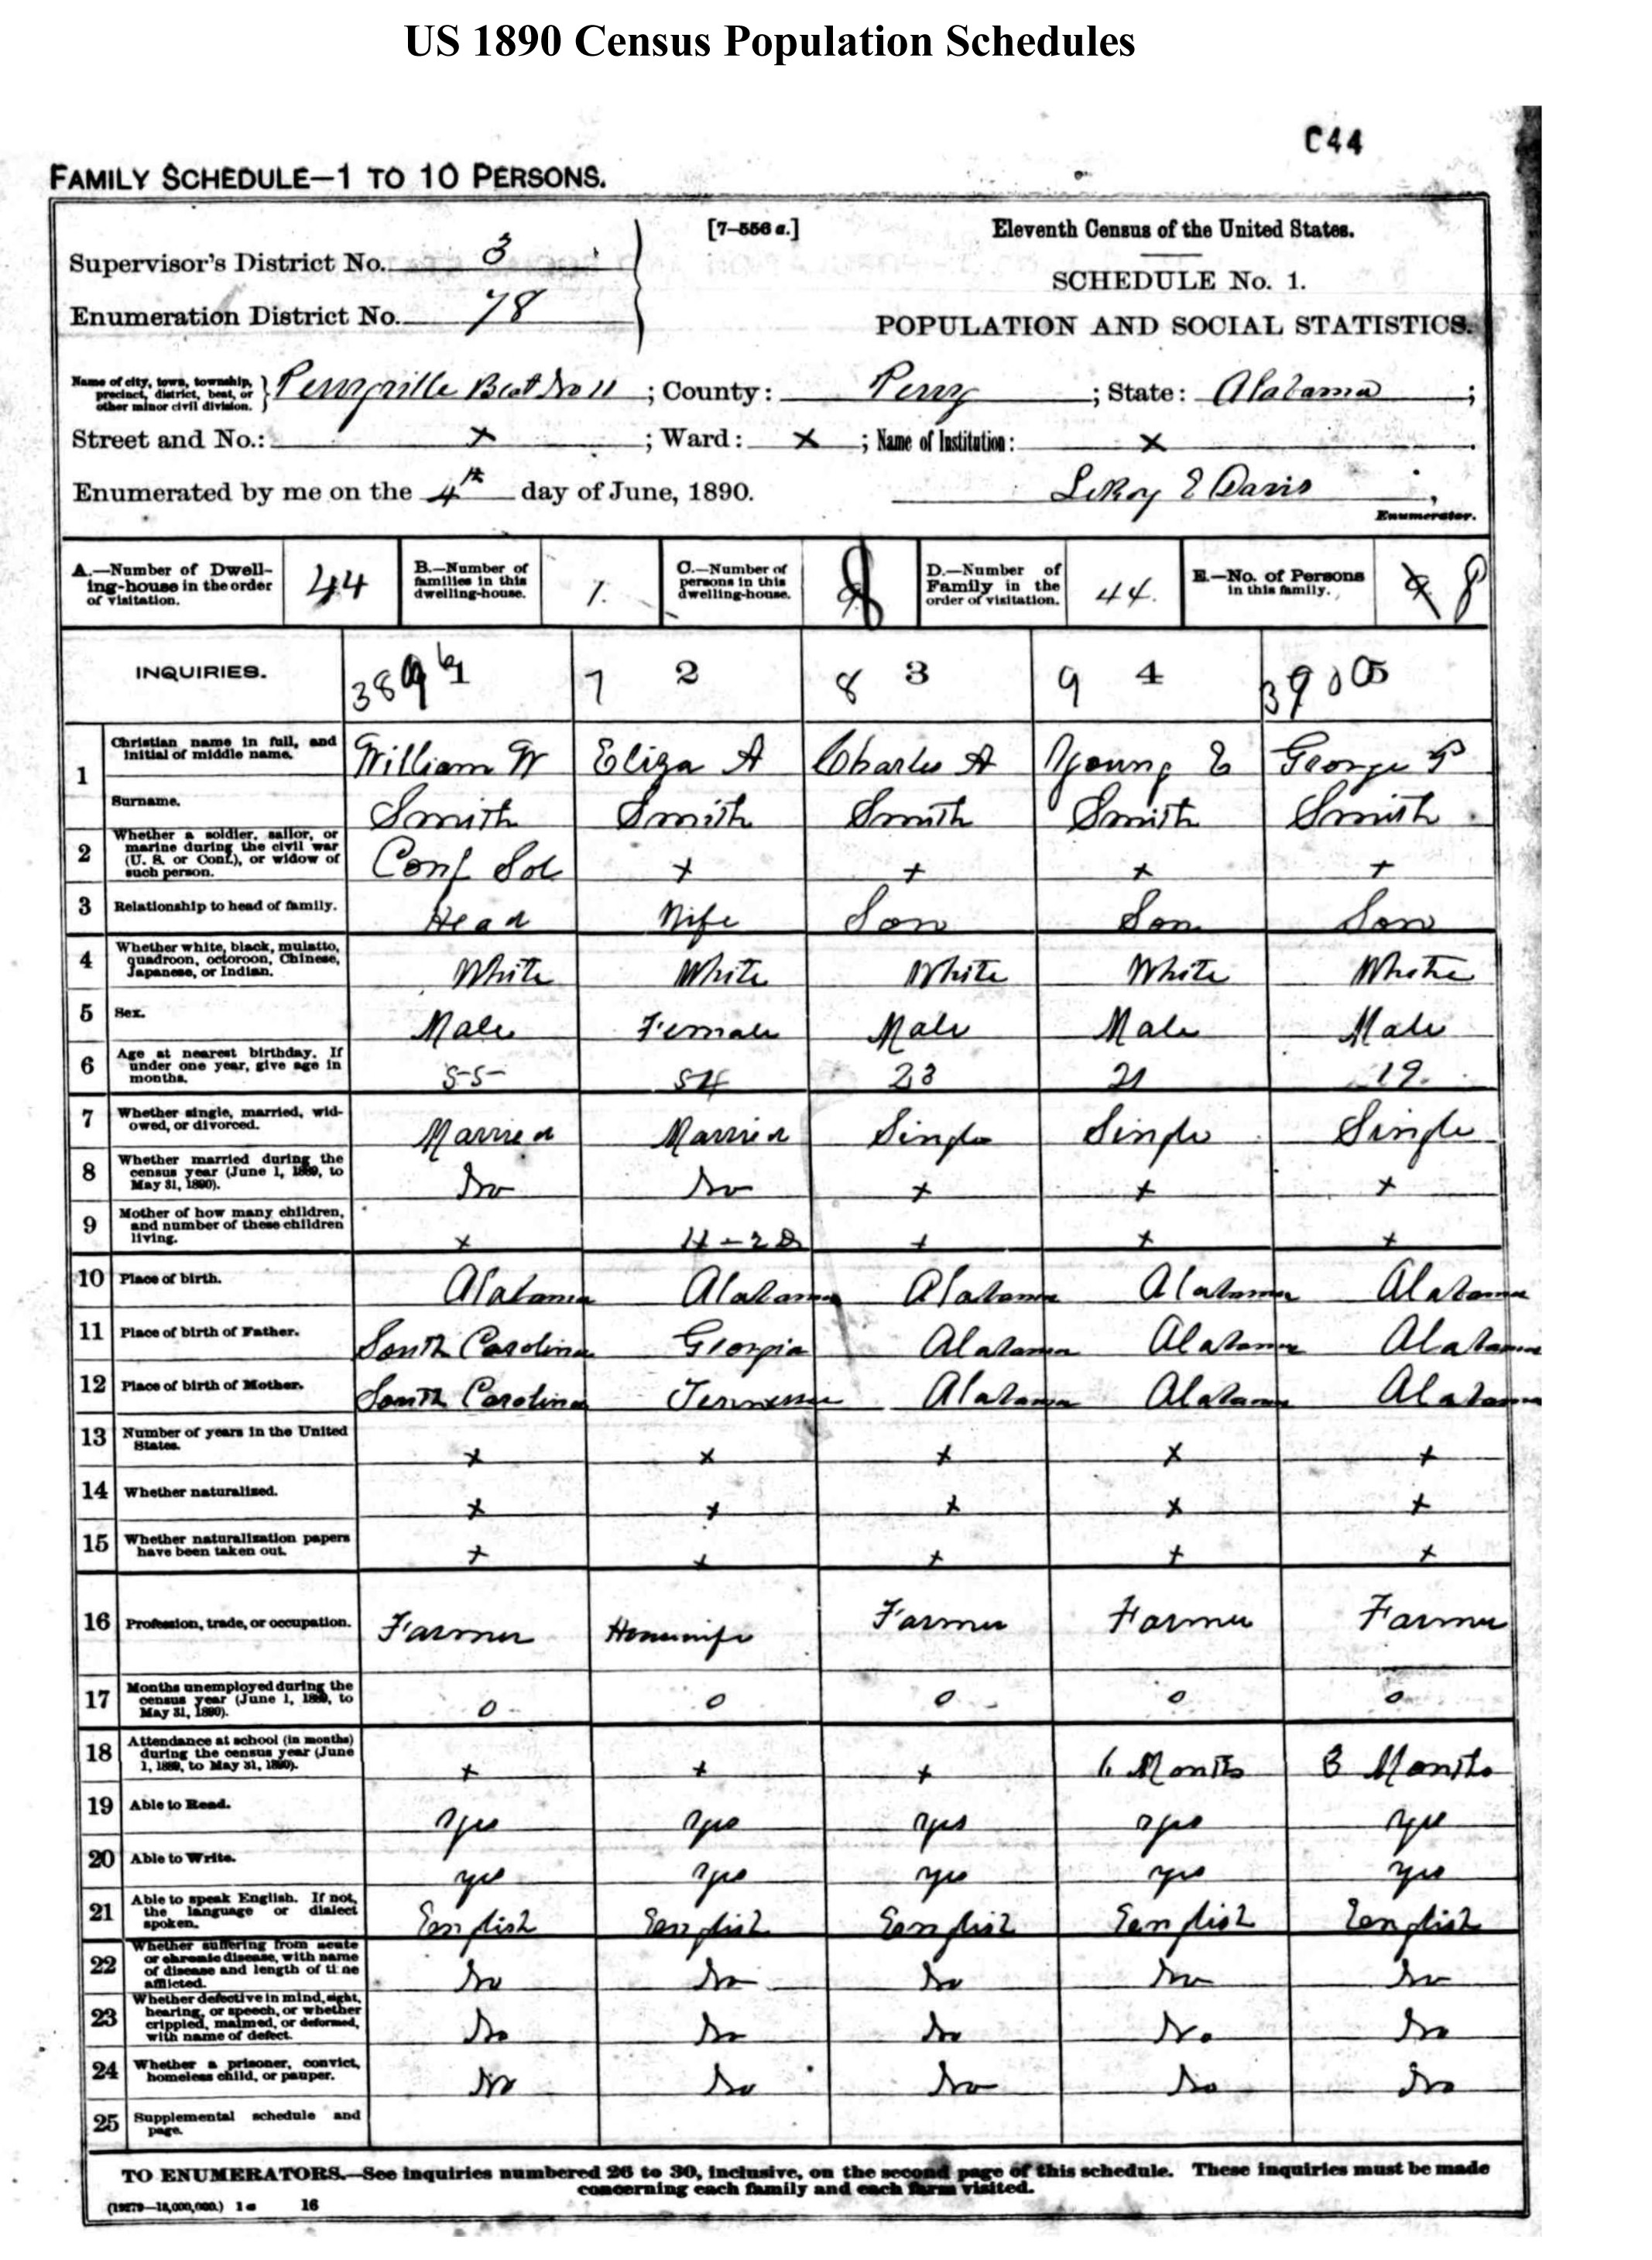 US 1890 Census Population Schedules
C44
FAMILY SCHEDULE—1 TO 10 PERSONS.
[7—556 a.]
Eleventh Census of the United States.
Supervisor's District No. 3
SCHEDULE No. 1.
Enumeration District No. 78
POPULATION AND SOCIAL STATISTICS.
Name of city, town, township, precinct, district, beat, or other minor civil division. } Perryville Beat No 11 ; County: Perry ; State: Alabama ;
Street and No.: x ; Ward: x ; Name of Institution: x .
Enumerated by me on the 4th day of June, 1890. LeRoy E Davis ,
Enumerator.
A.—Number of Dwelling-house in the order of visitation. 44 B.—Number of families in this dwelling-house. 1. C.—Number of persons in this dwelling-house. 8 D.—Number of Family in the order of visitation. 44. E.—No. of Persons in this family. 8
INQUIRIES. 1 7 2 8 3 9 4 3900 5
1 Christian name in full, and initial of middle name. William W Eliza A Charles A Young E George P
Surname. Smith Smith Smith Smith Smith
2 Whether a soldier, sailor, or marine during the civil war (U. S. or Conf.), or widow of such person. Conf Sol + + + +
3 Relationship to head of family. Head Wife Son Son Son
4 Whether white, black, mulatto, quadroon, octoroon, Chinese, Japanese, or Indian. White White White White White
5 Sex. Male Female Male Male Male
6 Age at nearest birthday. If under one year, give age in months. 55 54 23 21 19.
7 Whether single, married, widowed, or divorced. Married Married Single Single Single
8 Whether married during the census year (June 1, 1889, to May 31, 1890). No No + + +
9 Mother of how many children, and number of these children living. x + + +
10 Place of birth. Alabama Alabama Alabama Alabama Alabama
11 Place of birth of Father. South Carolina Georgia Alabama Alabama Alabama
12 Place of birth of Mother. South Carolina Tennessee Alabama Alabama Alabama
13 Number of years in the United States. x x x x +
14 Whether naturalized. x x x x +
15 Whether naturalization papers have been taken out. + + + + +
16 Profession, trade, or occupation. Farmer Housewife Farmer Farmer Farmer
17 Months unemployed during the census year (June 1, 1889, to May 31, 1890). 0 0 0 0 0
18 Attendance at school (in months) during the census year (June 1, 1889, to May 31, 1890). + + + 6 Months 3 Months
19 Able to Read. yes yes yes yes yes
20 Able to Write. yes yes yes yes yes
21 Able to speak English. If not, the language or dialect spoken. English English English English English
22 Whether suffering from acute or chronic disease, with name of disease and length of time afflicted. No No No No No
23 Whether defective in mind, sight, hearing, or speech, or whether crippled, maimed, or deformed, with name of defect. No No No No No
24 Whether a prisoner, convict, homeless child, or pauper. No No No No No
25 Supplemental schedule and page.
TO ENUMERATORS.—See inquiries numbered 26 to 30, inclusive, on the second page of this schedule. These inquiries must be made
concerning each family and each farm visited.
16